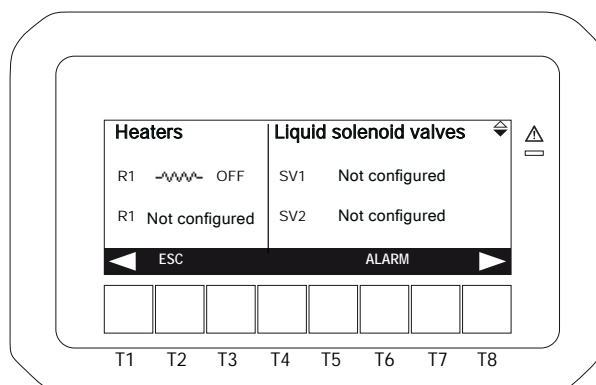 Heaters Liquid solenoid valves
R1 OFF SV1 Not configured
R1 Not configured SV2 Not configured
ESC ALARM
T1 T2 T3 T4 T5 T6 T7 T8